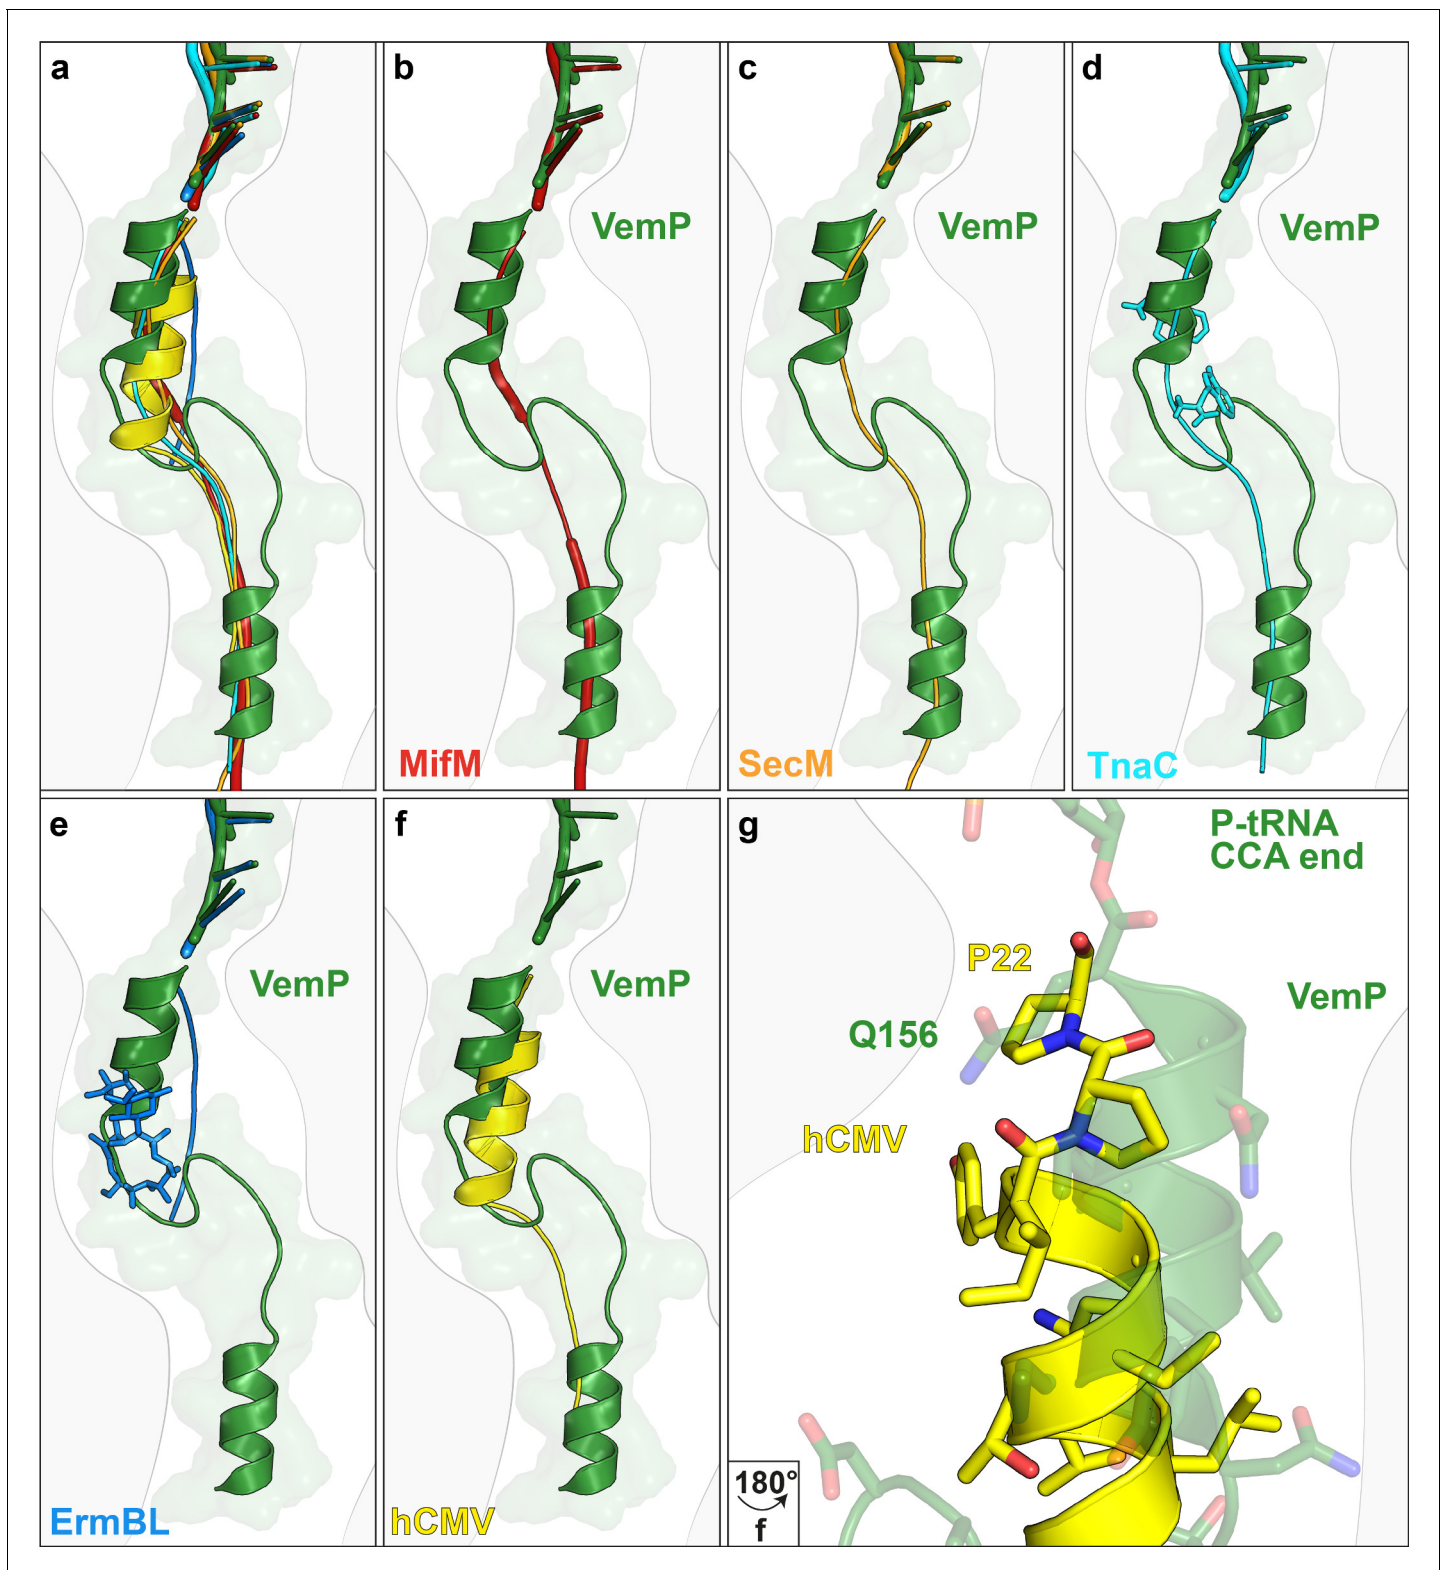 a
b
c
d
VemP
VemP
VemP
MifM
SecM
TnaC
e
f
g
P-tRNA
CCA end
P22
VemP
VemP
VemP
Q156
hCMV
180°
f
ErmBL
hCMV